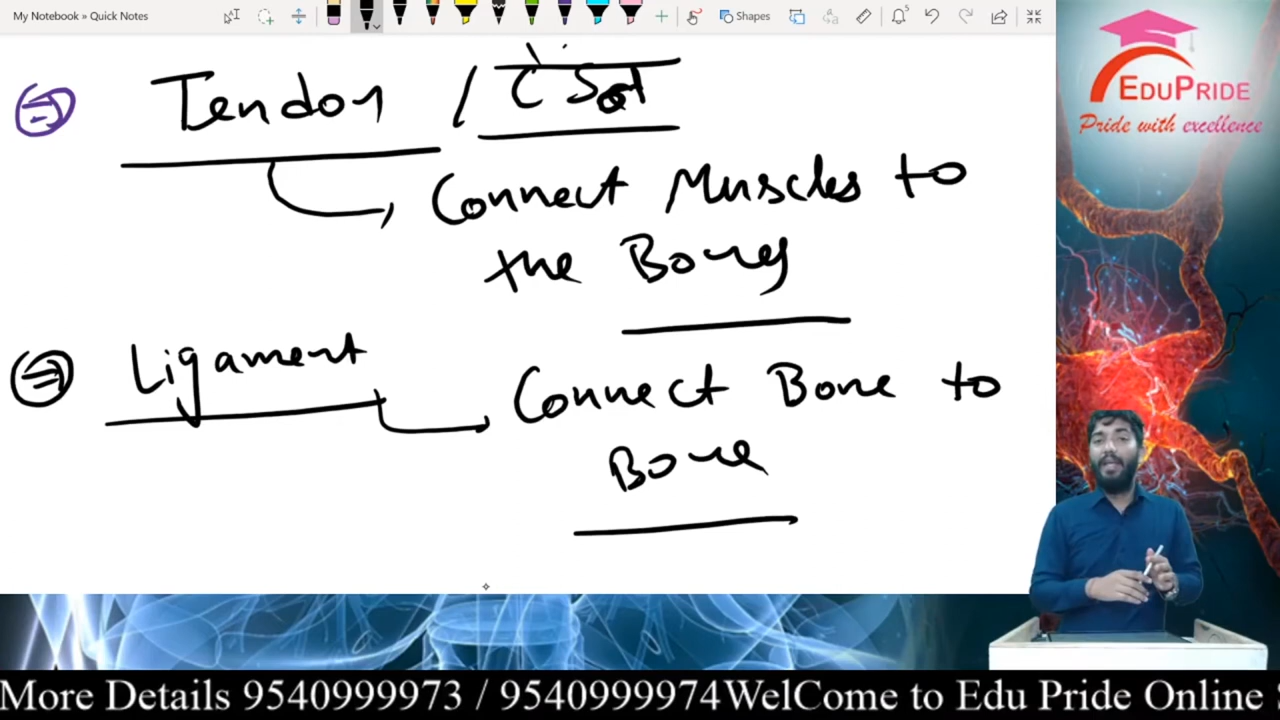 My Notebook » Quick Notes
Shapes
EDUPRIDE
Pride with excellence
Tendon /
Connect Muscles to
the Bones
Ligament
Connect Bone to
Bone
More Details 9540999973 / 9540999974WelCome to Edu Pride Online